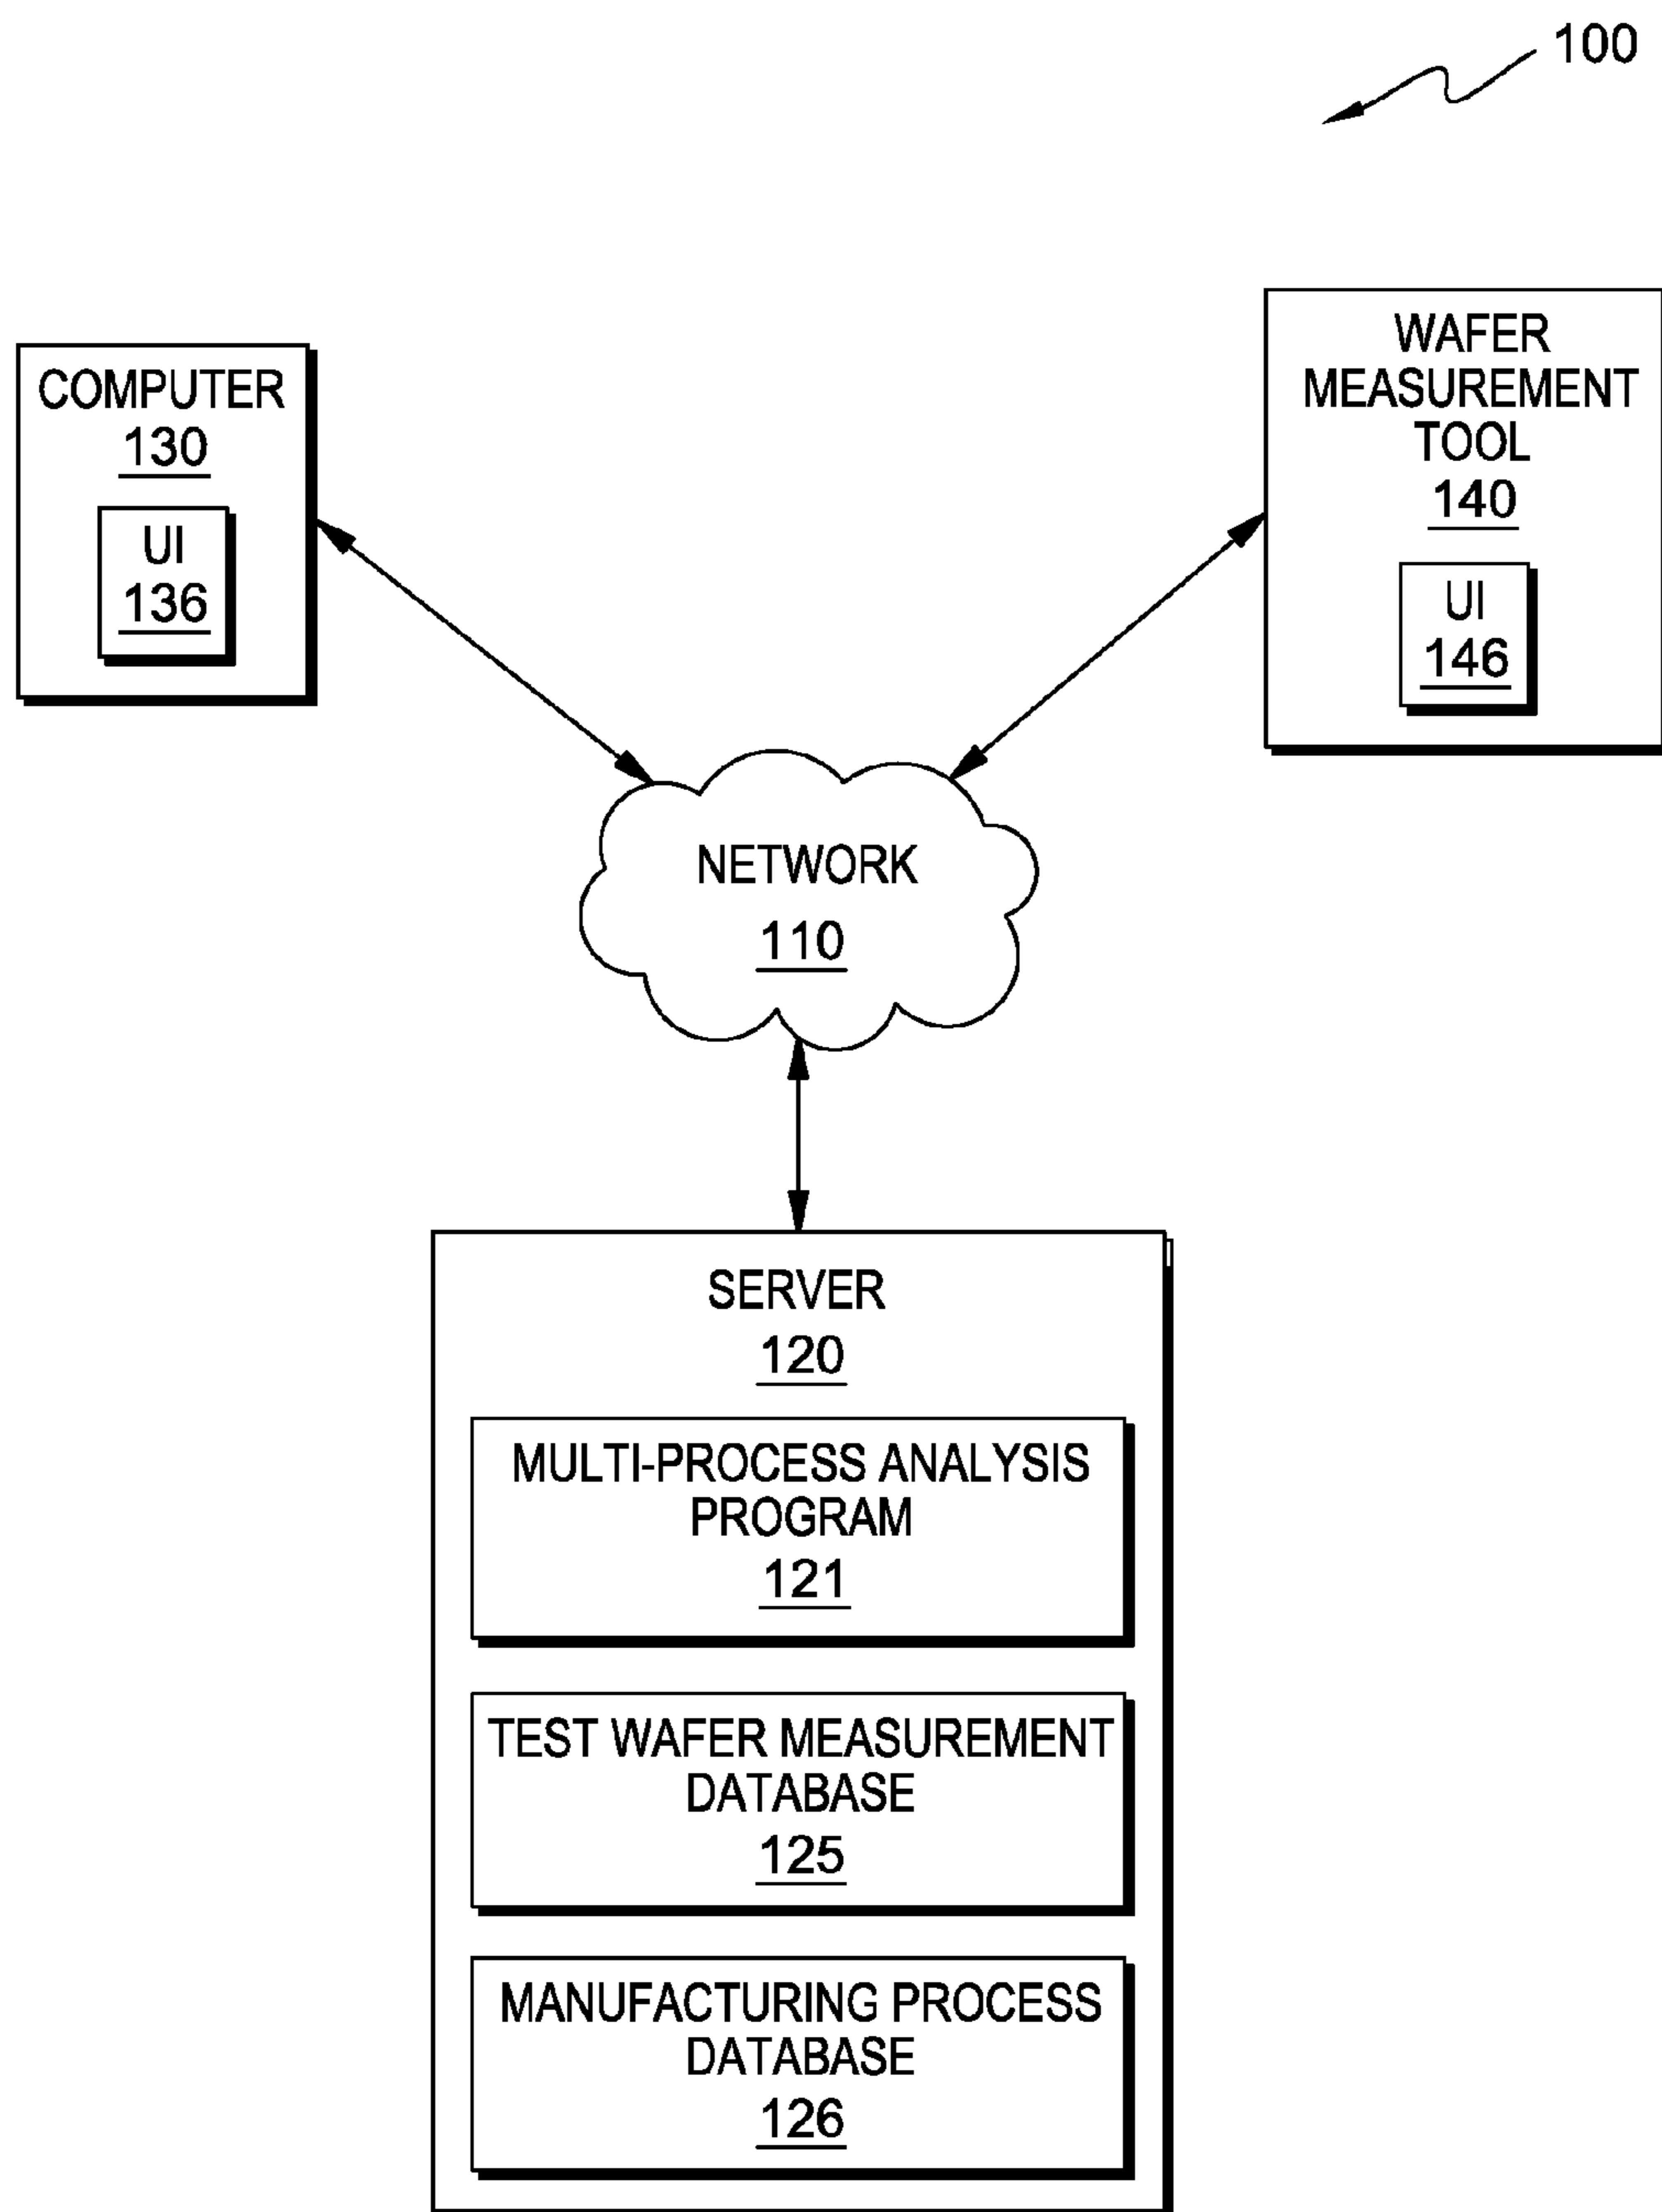 100
COMPUTER
130
UI
136
WAFER
MEASUREMENT
TOOL
140
UI
146
NETWORK
110
SERVER
120
MULTI-PROCESS ANALYSIS
PROGRAM
121
TEST WAFER MEASUREMENT
DATABASE
125
MANUFACTURING PROCESS
DATABASE
126